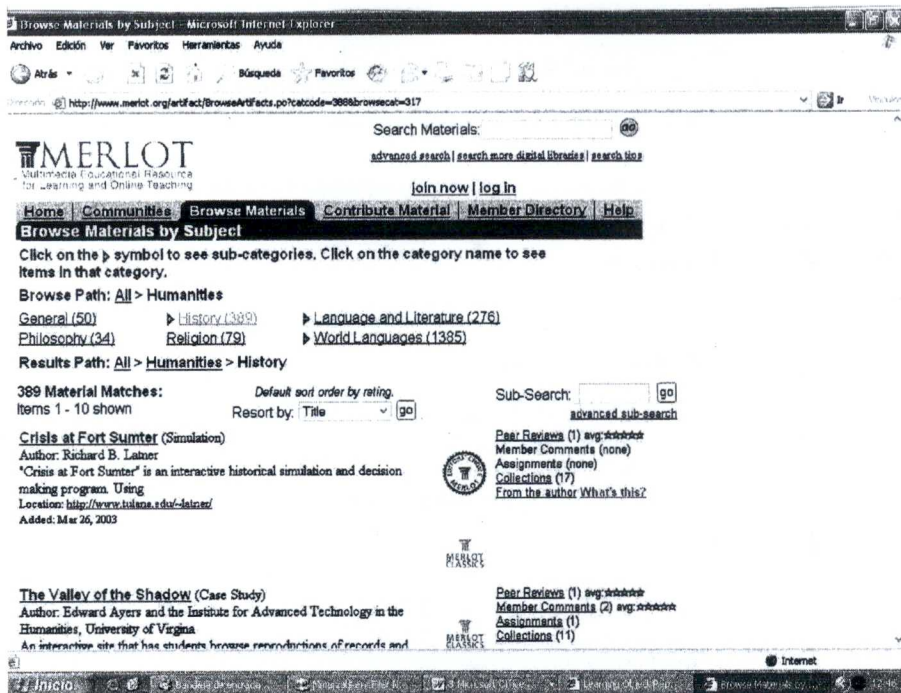 Browse Materials by Subject - Microsoft Internet Explorer
Archivo Edición Ver Favoritos Herramientas Ayuda
Atrás Búsqueda Favoritos
http://www.merlot.org/artifact/BrowseArtifacts.po?catcode=388&browsecat=317 Ir
Search Materials: go
MERLOT
advanced search | search more digital libraries | search tips
Multimedia Educational Resource
for Learning and Online Teaching
join now | log in
Home Communities Browse Materials Contribute Material Member Directory Help
Browse Materials by Subject
Click on the symbol to see sub-categories. Click on the category name to see
items in that category.
Browse Path: All > Humanities
General (50) History (389) Language and Literature (276)
Philosophy (34) Religion (79) World Languages (1385)
Results Path: All > Humanities > History
389 Material Matches: Default sort order by rating. Sub-Search: go
Items 1 - 10 shown Resort by: Title go advanced sub-search
Crisis at Fort Sumter (Simulation)
Author: Richard B. Latner
"Crisis at Fort Sumter" is an interactive historical simulation and decision
making program. Using
Location: http://www.tulane.edu/~latner/
Added: Mar 26, 2003
Peer Reviews (1) avg:★★★★★
Member Comments (none)
Assignments (none)
Collections (17)
From the author What's this?
MERLOT
CLASSICS
The Valley of the Shadow (Case Study)
Author: Edward Ayers and the Institute for Advanced Technology in the
Humanities, University of Virgina
An interactive site that has students browse reproductions of records and
Peer Reviews (1) avg:★★★★★
Member Comments (2) avg:★★★★★
Assignments (1)
Collections (11)
MERLOT
CLASSICS
Internet
Inicio 3 Microsoft Office... Browse Materials by... 12:46